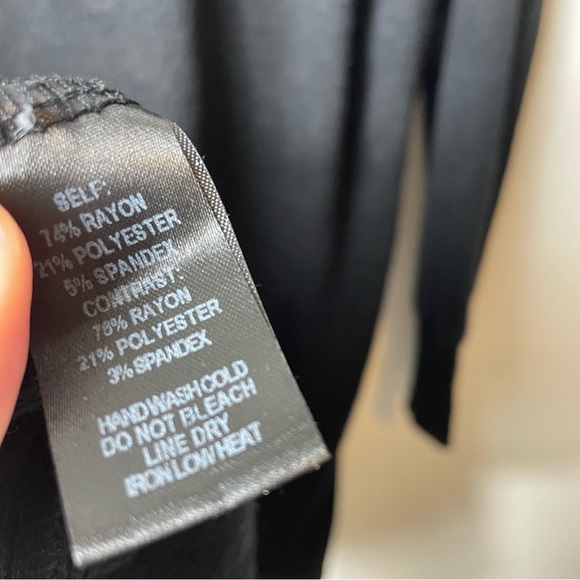 SELF:
74% RAYON
21% POLYESTER
5% SPANDEX
CONTRAST:
76% RAYON
21% POLYESTER
3% SPANDEX
HAND WASH COLD
DO NOT BLEACH
LINE DRY
IRON LOW HEAT